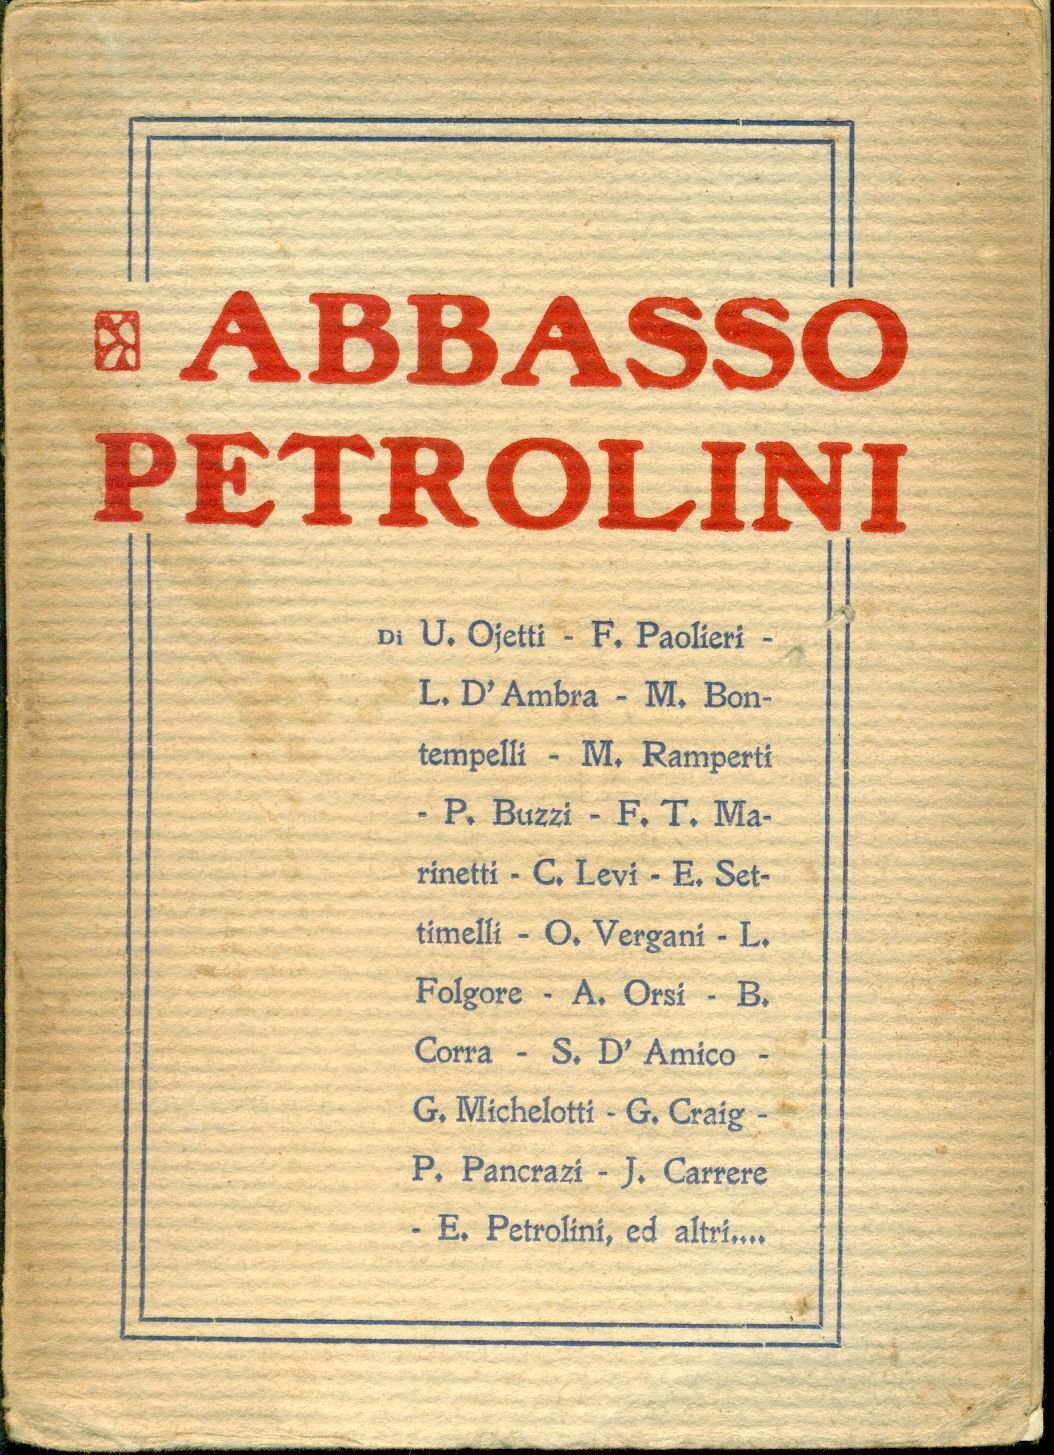 ABBASSO
PETROLINI
Di U. Ojetti - F. Paolieri -
L. D' Ambra - M. Bon-
tempelli - M. Ramperti
- P. Buzzi - F. T. Ma-
rinetti - C. Levi - E. Set-
timelli - O. Vergani - L.
Folgore - A. Orsi - B.
Corra - S. D' Amico -
G. Michelotti - G. Craig -
P. Pancrazi - J. Carrere
- E. Petrolini, ed altri....